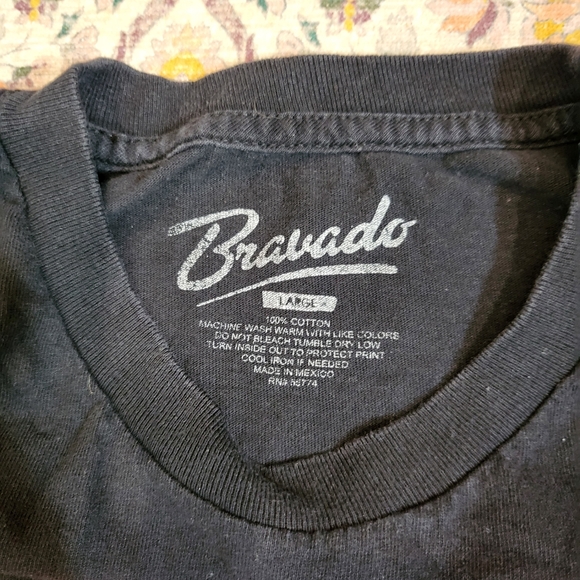 Bravado
LARGE
100% COTTON
MACHINE WASH WARM WITH LIKE COLORS
DO NOT BLEACH TUMBLE DRY LOW
TURN INSIDE OUT TO PROTECT PRINT
COOL IRON IF NEEDED
MADE IN MEXICO
RN#